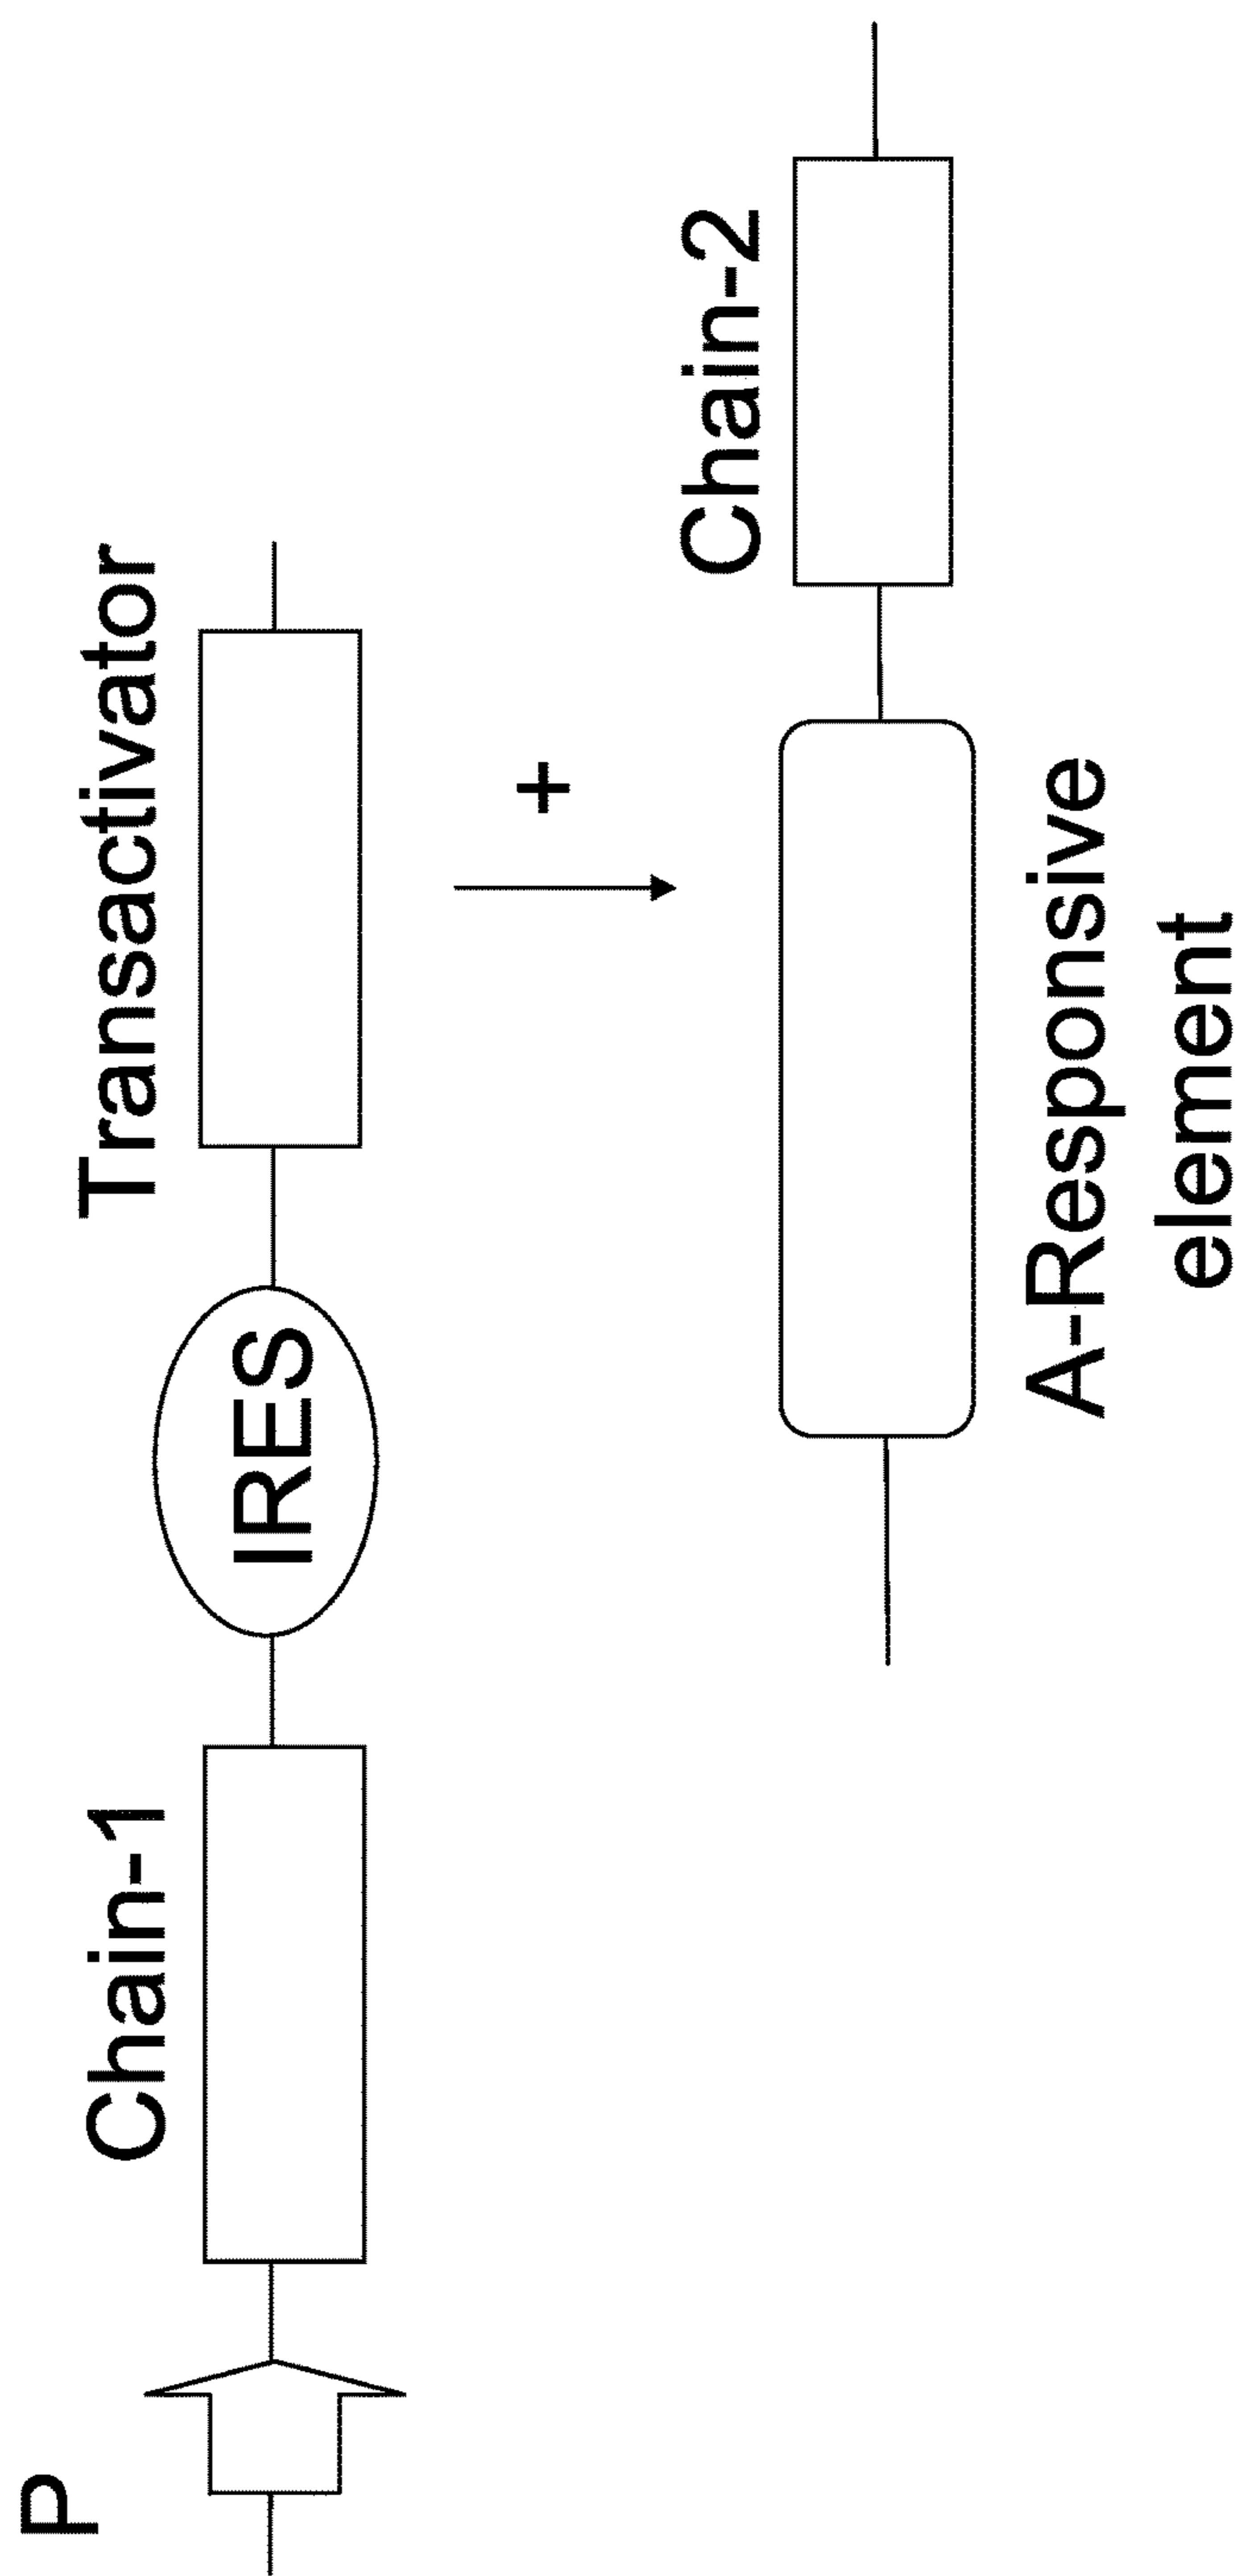 P
Chain-1
IRES
Transactivator
+
Chain-2
A-Responsive
element